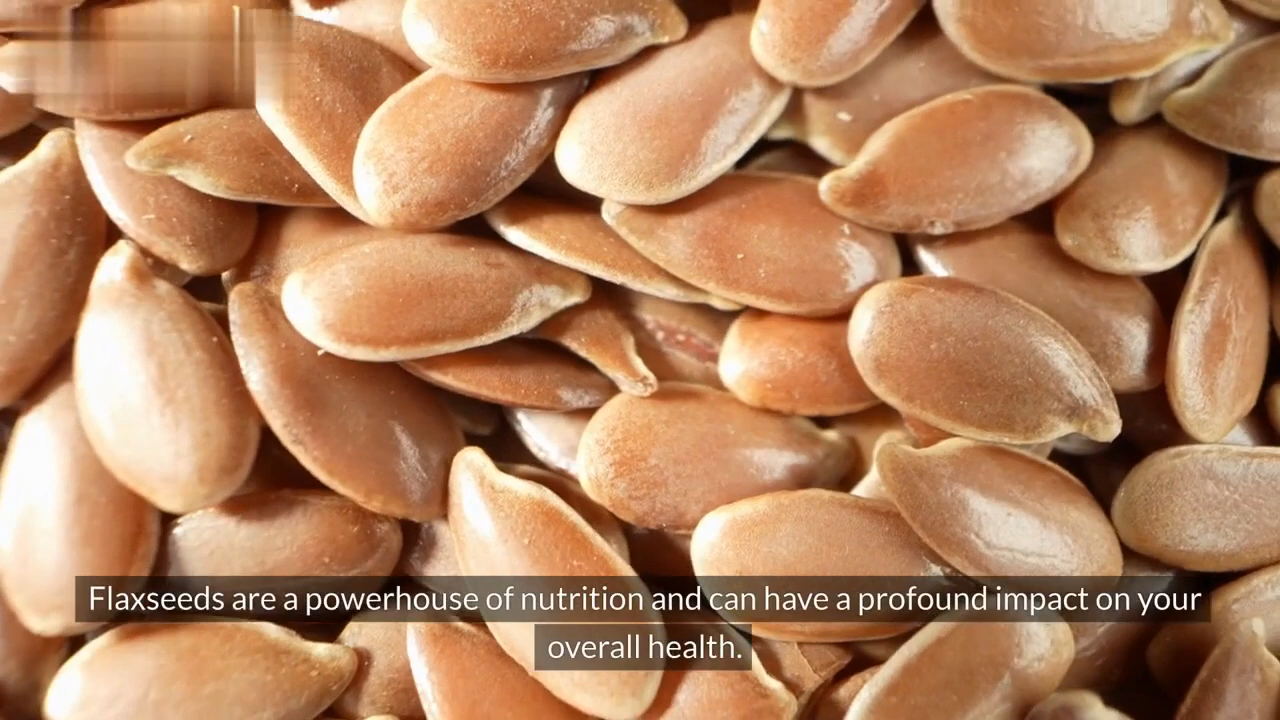 Flaxseeds are a powerhouse of nutrition and can have a profound impact on your
overall health.